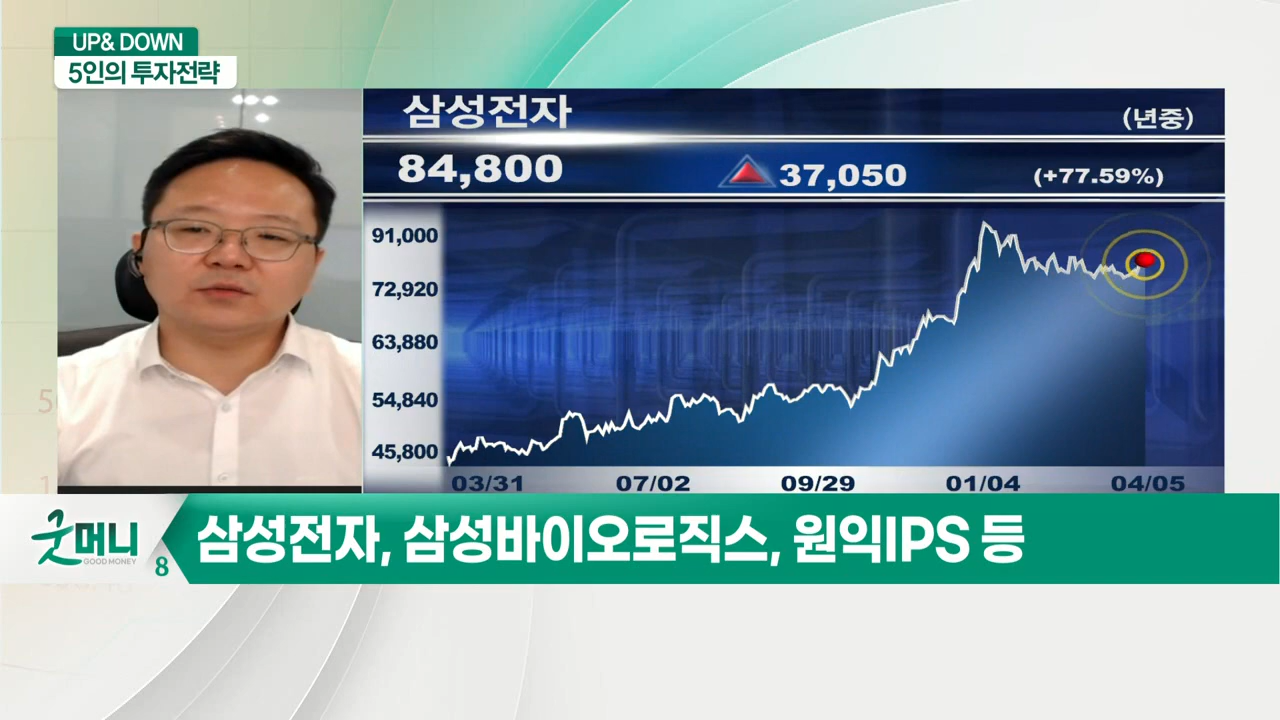 UP& DOWN
5인의 투자전략
삼성전자
(년중)
84,800 37,050 (+77.59%)
91,000
72,920
63,880
54,840
45,800
03/31 07/02 09/29 01/04 04/05
굿머니
GOOD MONEY
8
삼성전자, 삼성바이오로직스, 원익IPS 등